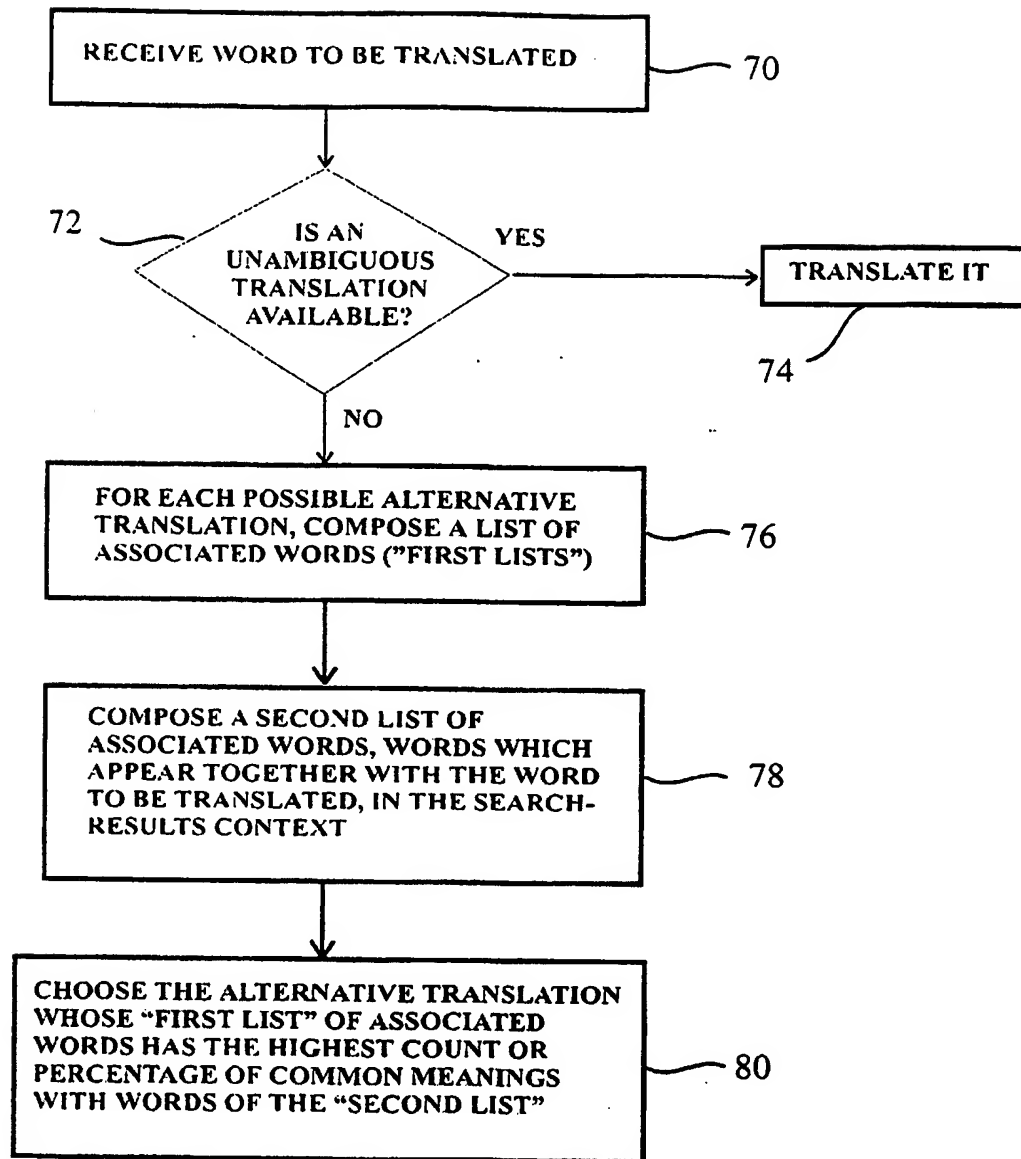 RECEIVE WORD TO BE TRANSLATED
70
72
IS AN
UNAMBIGUOUS
TRANSLATION
AVAILABLE?
YES
TRANSLATE IT
74
NO
FOR EACH POSSIBLE ALTERNATIVE
TRANSLATION, COMPOSE A LIST OF
ASSOCIATED WORDS ("FIRST LISTS")
76
COMPOSE A SECOND LIST OF
ASSOCIATED WORDS, WORDS WHICH
APPEAR TOGETHER WITH THE WORD
TO BE TRANSLATED, IN THE SEARCH-
RESULTS CONTEXT
78
CHOOSE THE ALTERNATIVE TRANSLATION
WHOSE “FIRST LIST” OF ASSOCIATED
WORDS HAS THE HIGHEST COUNT OR
PERCENTAGE OF COMMON MEANINGS
WITH WORDS OF THE “SECOND LIST”
80